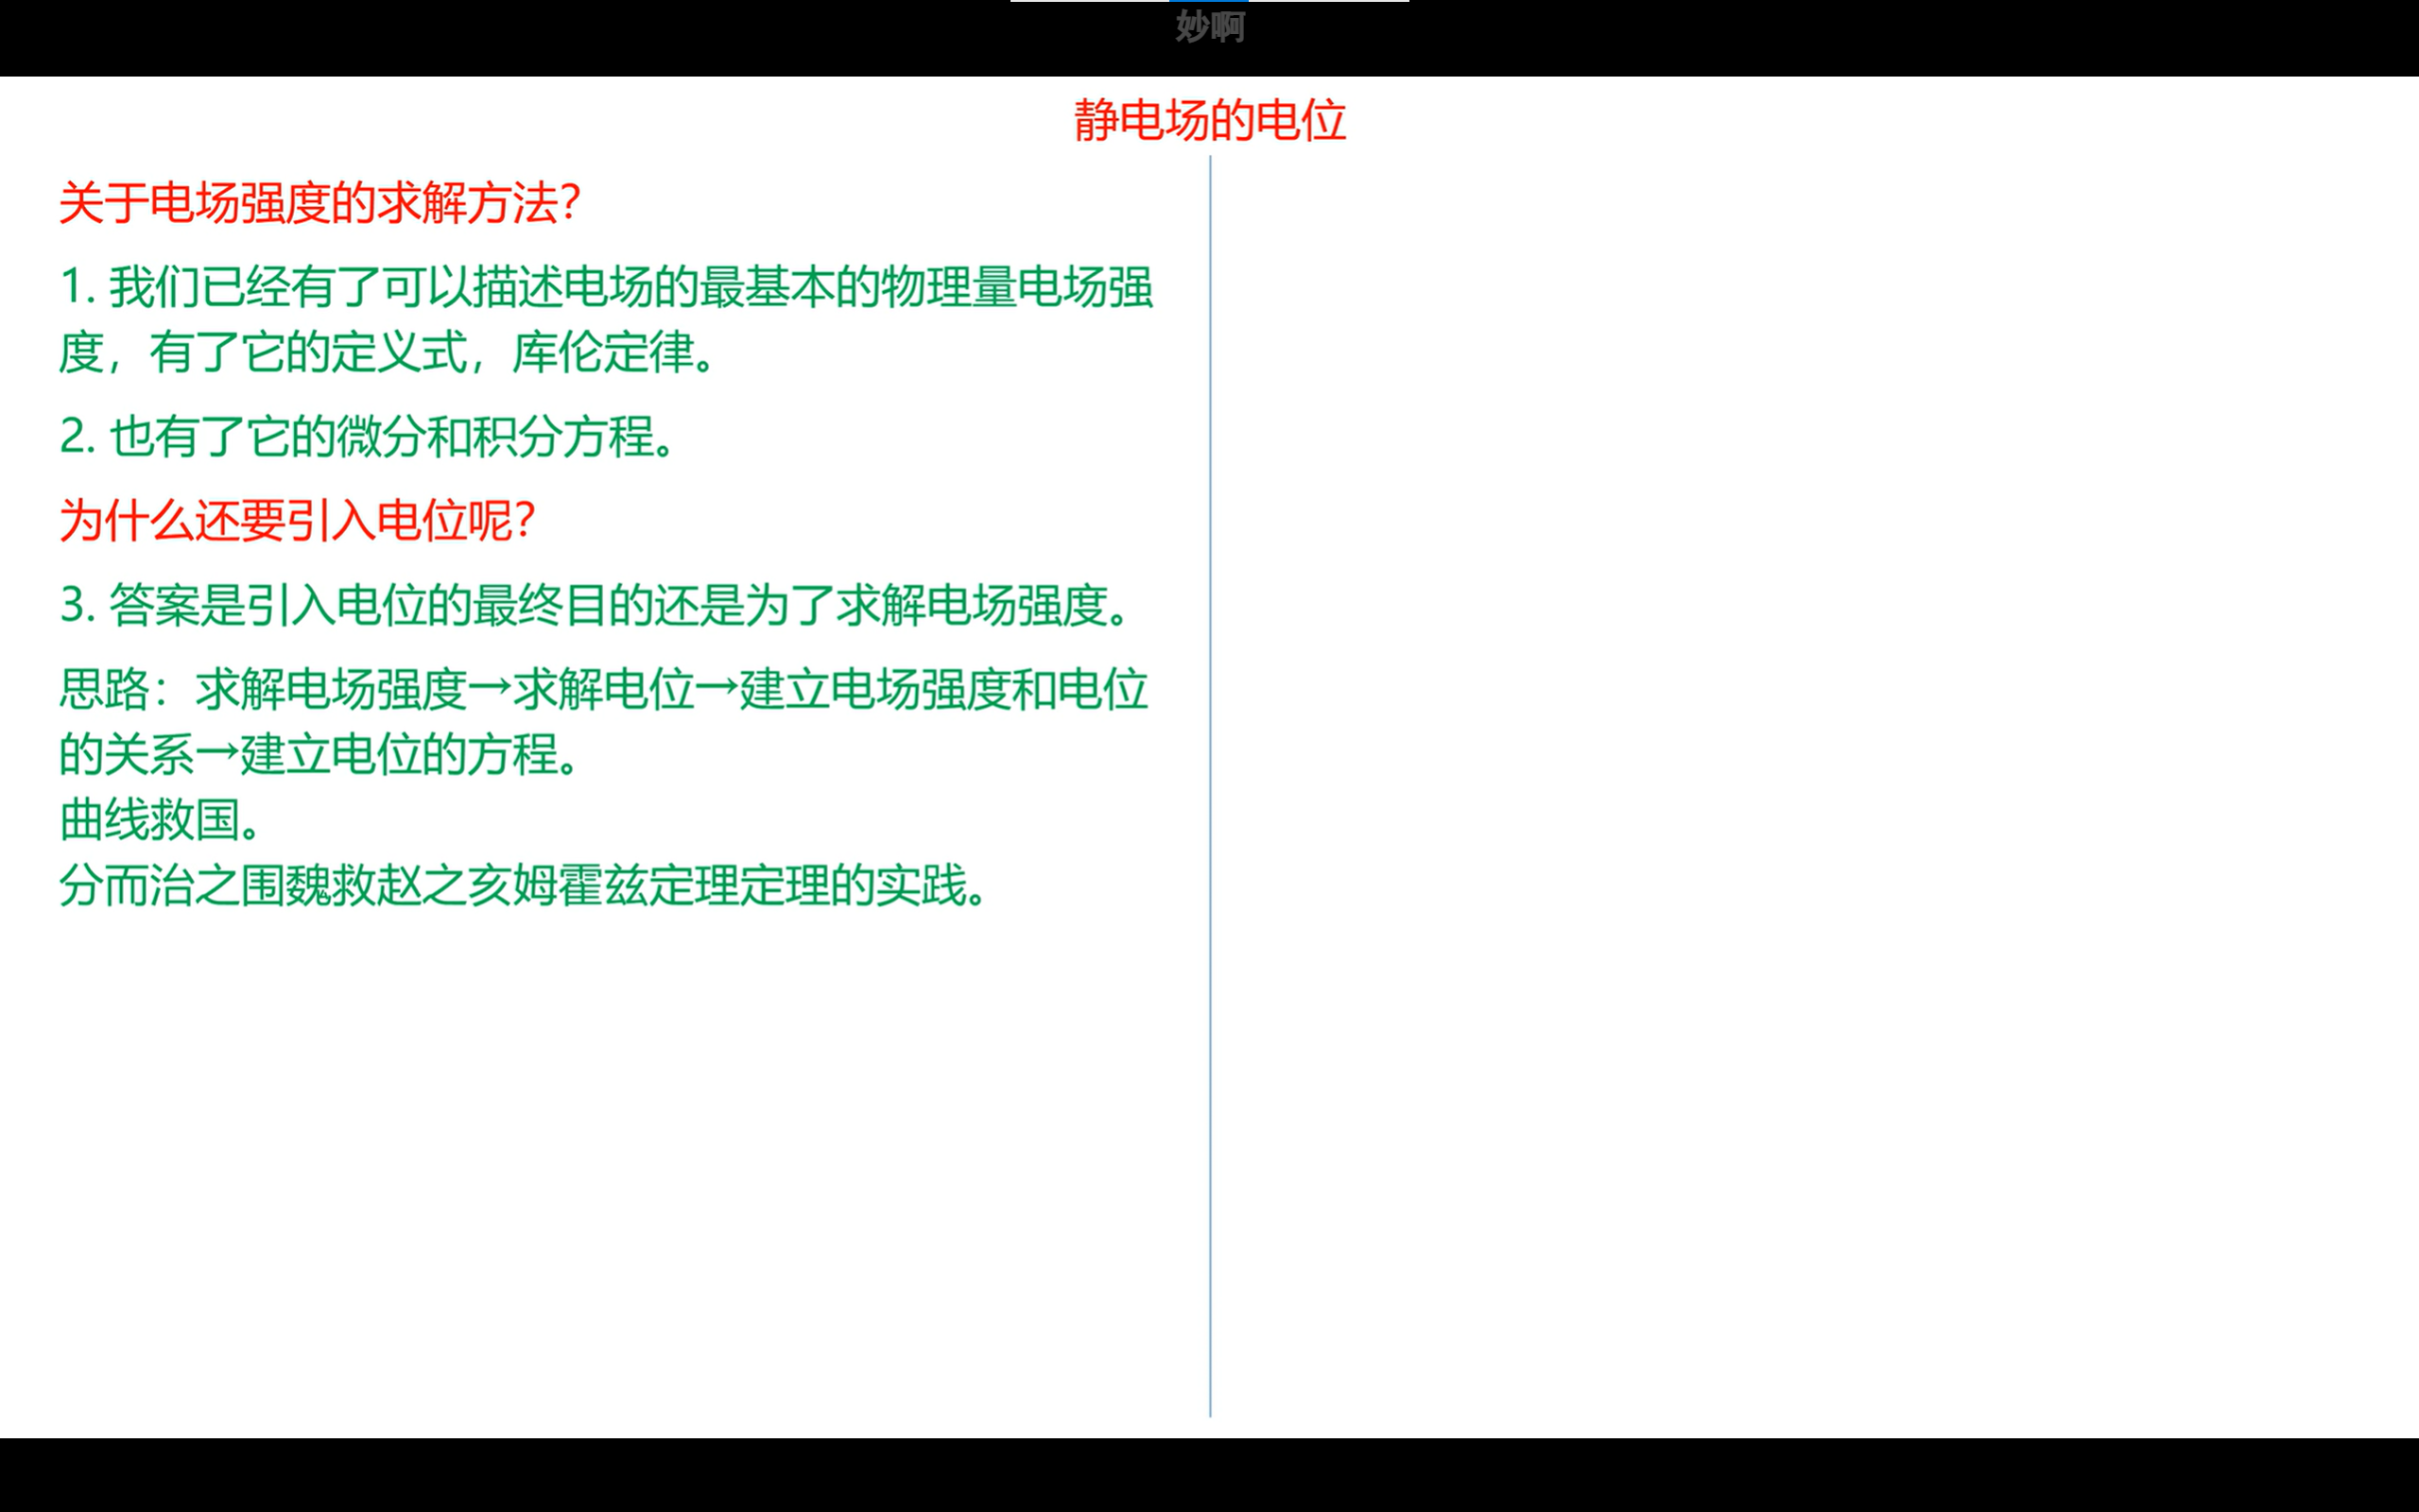 妙啊
静电场的电位
关于电场强度的求解方法？
1. 我们已经有了可以描述电场的最基本的物理量电场强
度，有了它的定义式，库伦定律。
2. 也有了它的微分和积分方程。
为什么还要引入电位呢？
3. 答案是引入电位的最终目的还是为了求解电场强度。
思路：求解电场强度→求解电位→建立电场强度和电位
的关系→建立电位的方程。
曲线救国。
分而治之围魏救赵之亥姆霍兹定理定理的实践。